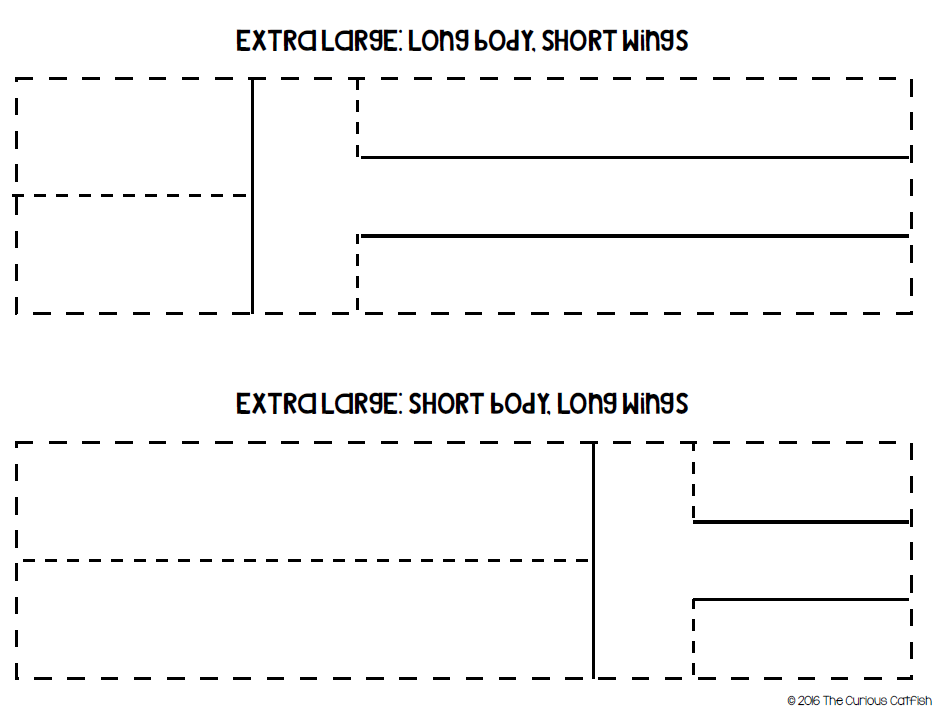 EXTRA LARGE: LONG BODY, SHORT WINGS
EXTRA LARGE: SHORT BODY, LONG WINGS
© 2016 The Curious Catfish